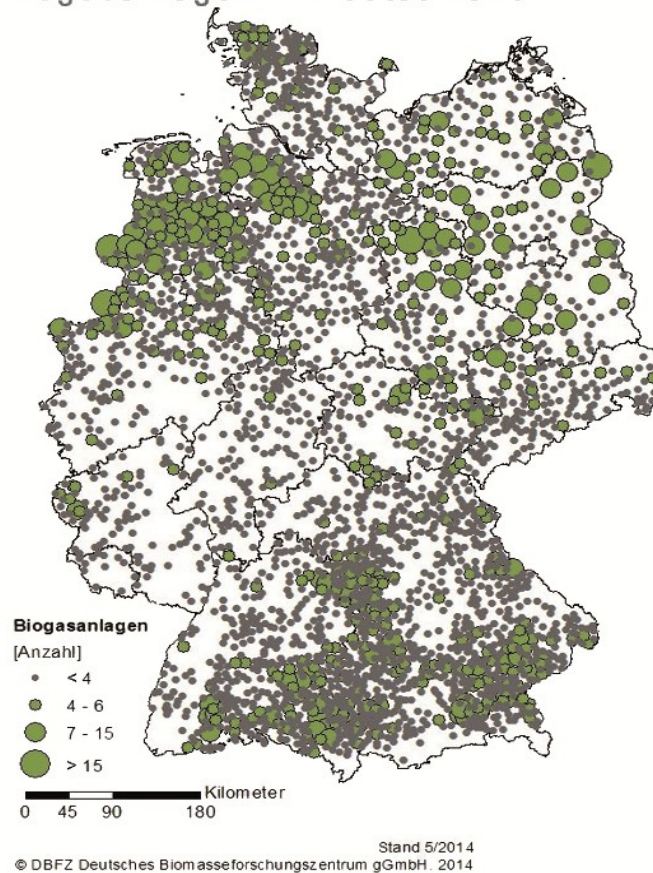 Biogasanlagen
[Anzahl]
< 4
4 - 6
7 - 15
> 15
Kilometer
0 45 90 180
Stand 5/2014
© DBFZ Deutsches Biomasseforschungszentrum gGmbH. 2014